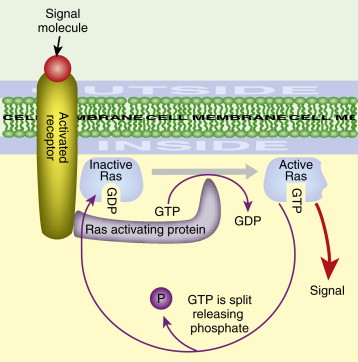 Signal
molecule
OUTSIDE
CELL MEMBRANE CELL MEMBRANE CELL ME
INSIDE
Activated
receptor
Inactive
Ras
GDP
Active
Ras
GTP
GTP
GDP
Ras activating protein
Signal
P
GTP is split
releasing
phosphate